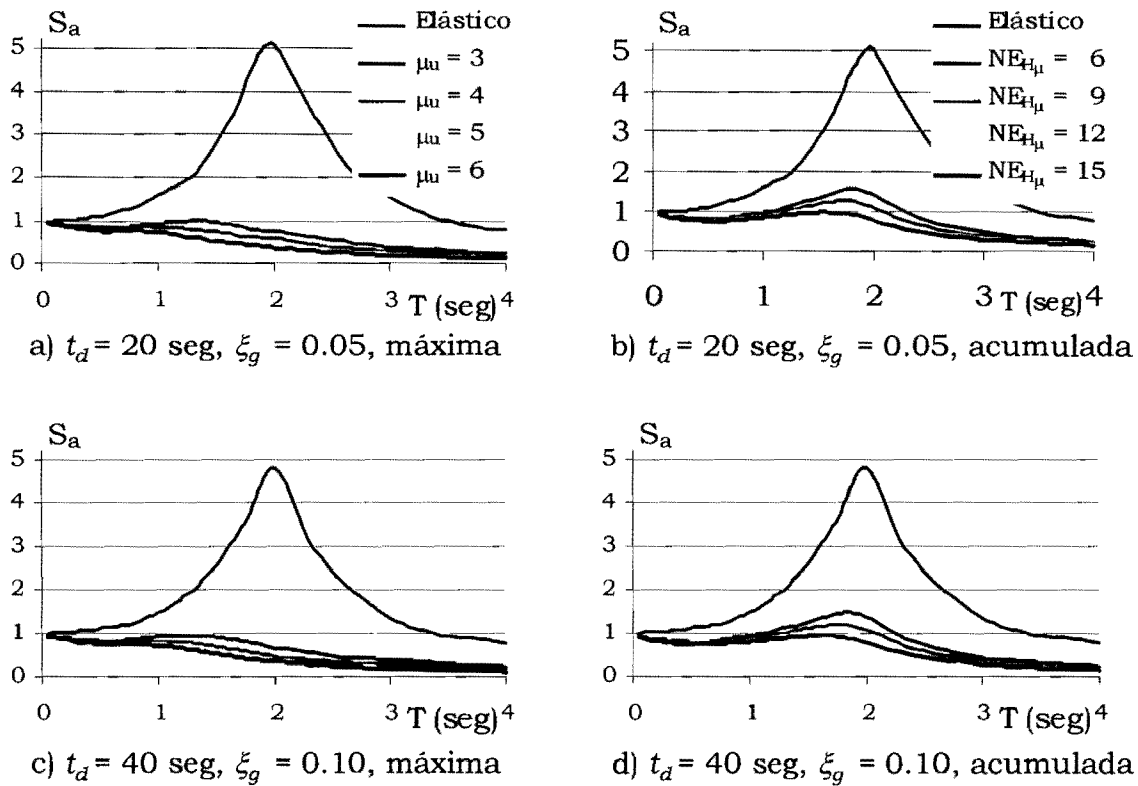 Sa
5
4
3
2
1
0
0 1 2 3 T (seg) 4
Elástico
μu = 3
μu = 4
μu = 5
μu = 6
a) td = 20 seg, ξg = 0.05, máxima
Sa
5
4
3
2
1
0
0 1 2 3 T (seg) 4
Elástico
NEHμ = 6
NEHμ = 9
NEHμ = 12
NEHμ = 15
b) td = 20 seg, ξg = 0.05, acumulada
Sa
5
4
3
2
1
0
0 1 2 3 T (seg) 4
c) td = 40 seg, ξg = 0.10, máxima
Sa
5
4
3
2
1
0
0 1 2 3 T (seg) 4
d) td = 40 seg, ξg = 0.10, acumulada